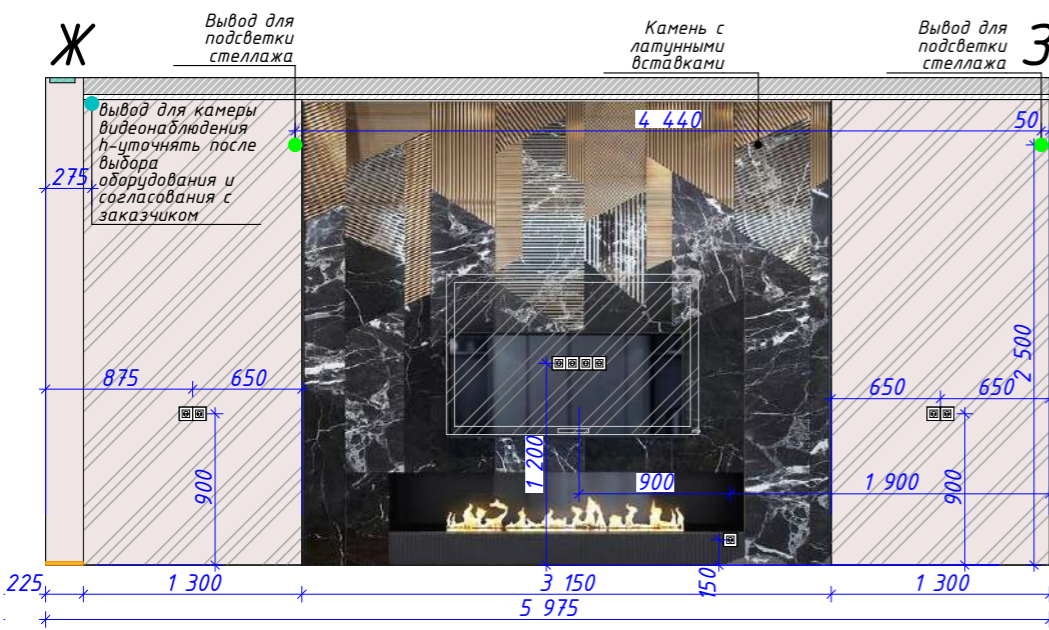 Ж
Вывод для
подсветки
стеллажа
Камень с
латунными
вставками
Вывод для
подсветки
стеллажа
З
вывод для камеры
видеонаблюдения
h-уточнять после
выбора
оборудования и
согласования с
заказчиком
4 440
50
275
2 500
875
650
650
650
900
1 200
900
1 900
900
150
225
1 300
3 150
1 300
5 975